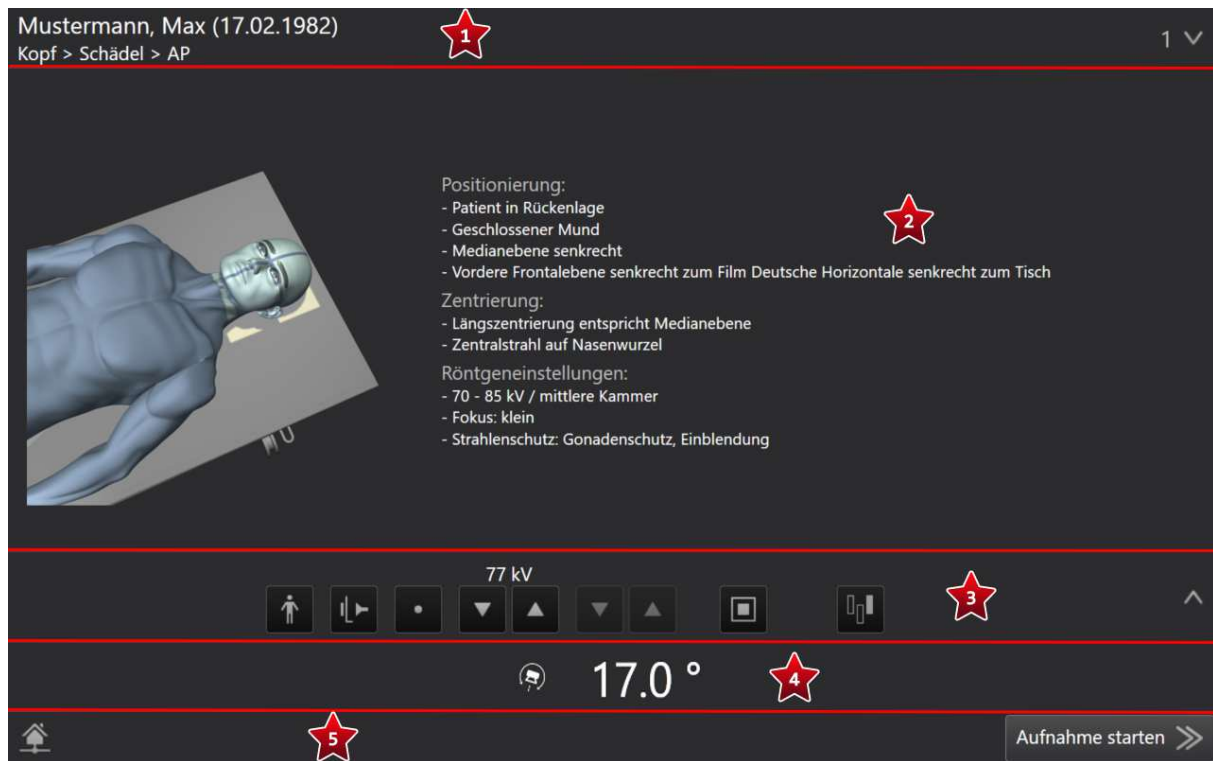 Mustermann, Max (17.02.1982)
Kopf > Schädel > AP
1
1
Positionierung:
- Patient in Rückenlage
- Geschlossener Mund
- Medianebene senkrecht
- Vordere Frontalebene senkrecht zum Film Deutsche Horizontale senkrecht zum Tisch
2
Zentrierung:
- Längszentrierung entspricht Medianebene
- Zentralstrahl auf Nasenwurzel
Röntgeneinstellungen:
- 70 - 85 kV / mittlere Kammer
- Fokus: klein
- Strahlenschutz: Gonadenschutz, Einblendung
77 kV
3
17.0 °
4
5
Aufnahme starten